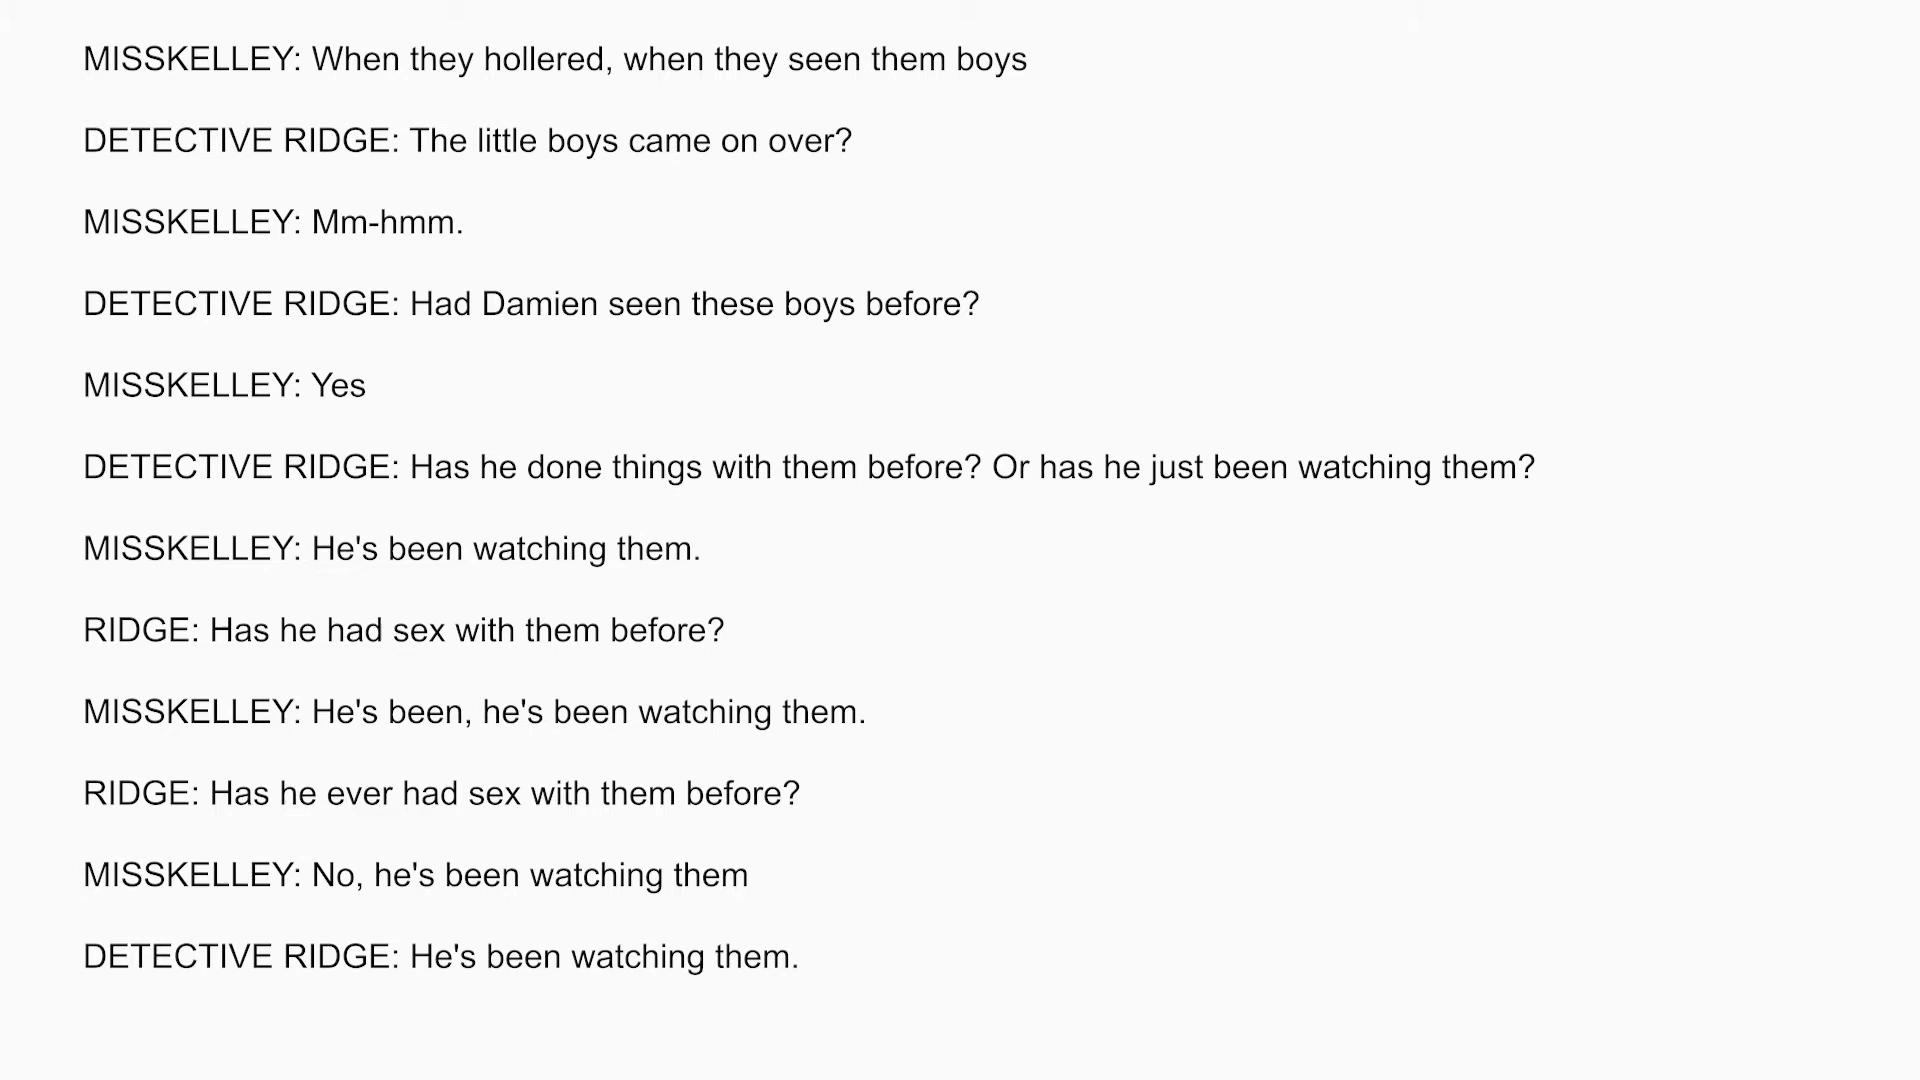 MISSKELLEY: When they hollered, when they seen them boys
DETECTIVE RIDGE: The little boys came on over?
MISSKELLEY: Mm-hmm.
DETECTIVE RIDGE: Had Damien seen these boys before?
MISSKELLEY: Yes
DETECTIVE RIDGE: Has he done things with them before? Or has he just been watching them?
MISSKELLEY: He's been watching them.
RIDGE: Has he had sex with them before?
MISSKELLEY: He's been, he's been watching them.
RIDGE: Has he ever had sex with them before?
MISSKELLEY: No, he's been watching them
DETECTIVE RIDGE: He's been watching them.